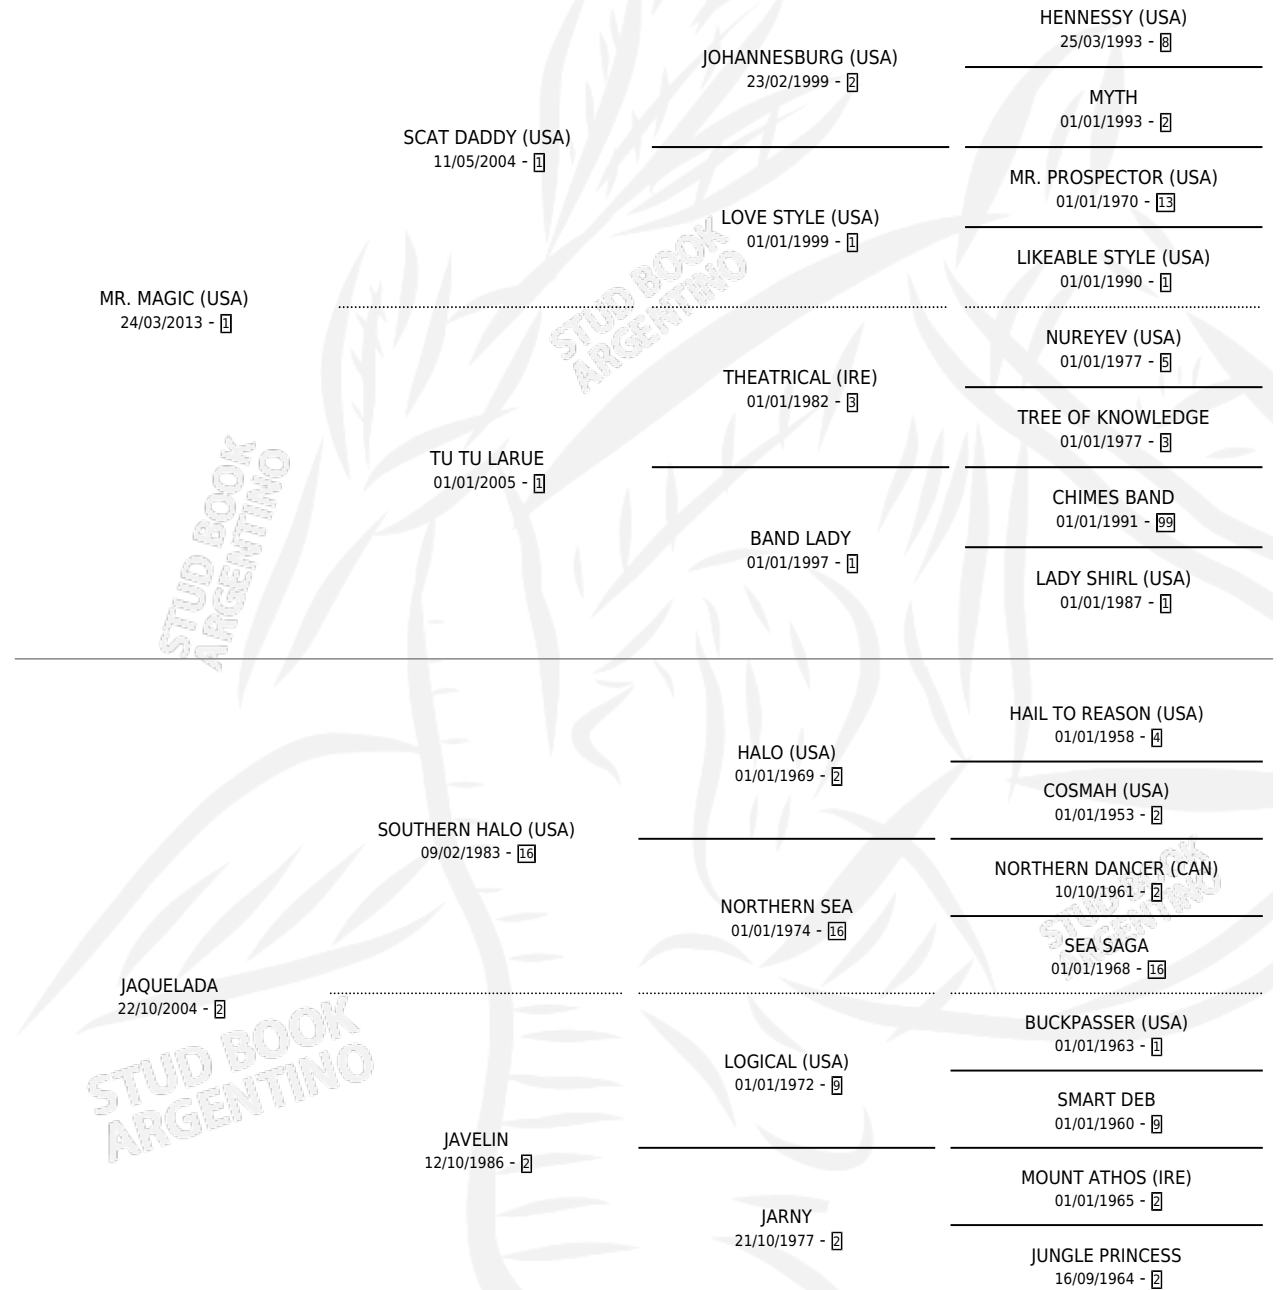 HENNESSY (USA)
25/03/1993 - 8
JOHANNESBURG (USA)
23/02/1999 - 2
MYTH
01/01/1993 - 2
SCAT DADDY (USA)
11/05/2004 - 1
MR. PROSPECTOR (USA)
01/01/1970 - 13
LOVE STYLE (USA)
01/01/1999 - 1
LIKEABLE STYLE (USA)
01/01/1990 - 1
MR. MAGIC (USA)
24/03/2013 - 1
STUD BOOK
ARGENTINO
NUREYEV (USA)
01/01/1977 - 5
THEATRICAL (IRE)
01/01/1982 - 3
TREE OF KNOWLEDGE
01/01/1977 - 3
TU TU LARUE
01/01/2005 - 1
CHIMES BAND
01/01/1991 - 99
BAND LADY
01/01/1997 - 1
LADY SHIRL (USA)
01/01/1987 - 1
STUD BOOK
ARGENTINO
HAIL TO REASON (USA)
01/01/1958 - 4
HALO (USA)
01/01/1969 - 2
COSMAH (USA)
01/01/1953 - 2
SOUTHERN HALO (USA)
09/02/1983 - 16
NORTHERN DANCER (CAN)
10/10/1961 - 2
NORTHERN SEA
01/01/1974 - 16
STUD BOOK
ARGENTINO
SEA SAGA
01/01/1968 - 16
JAQUELADA
22/10/2004 - 2
STUD BOOK
ARGENTINO
BUCKPASSER (USA)
01/01/1963 - 1
LOGICAL (USA)
01/01/1972 - 9
SMART DEB
01/01/1960 - 9
JAVELIN
12/10/1986 - 2
MOUNT ATHOS (IRE)
01/01/1965 - 2
JARNY
21/10/1977 - 2
JUNGLE PRINCESS
16/09/1964 - 2